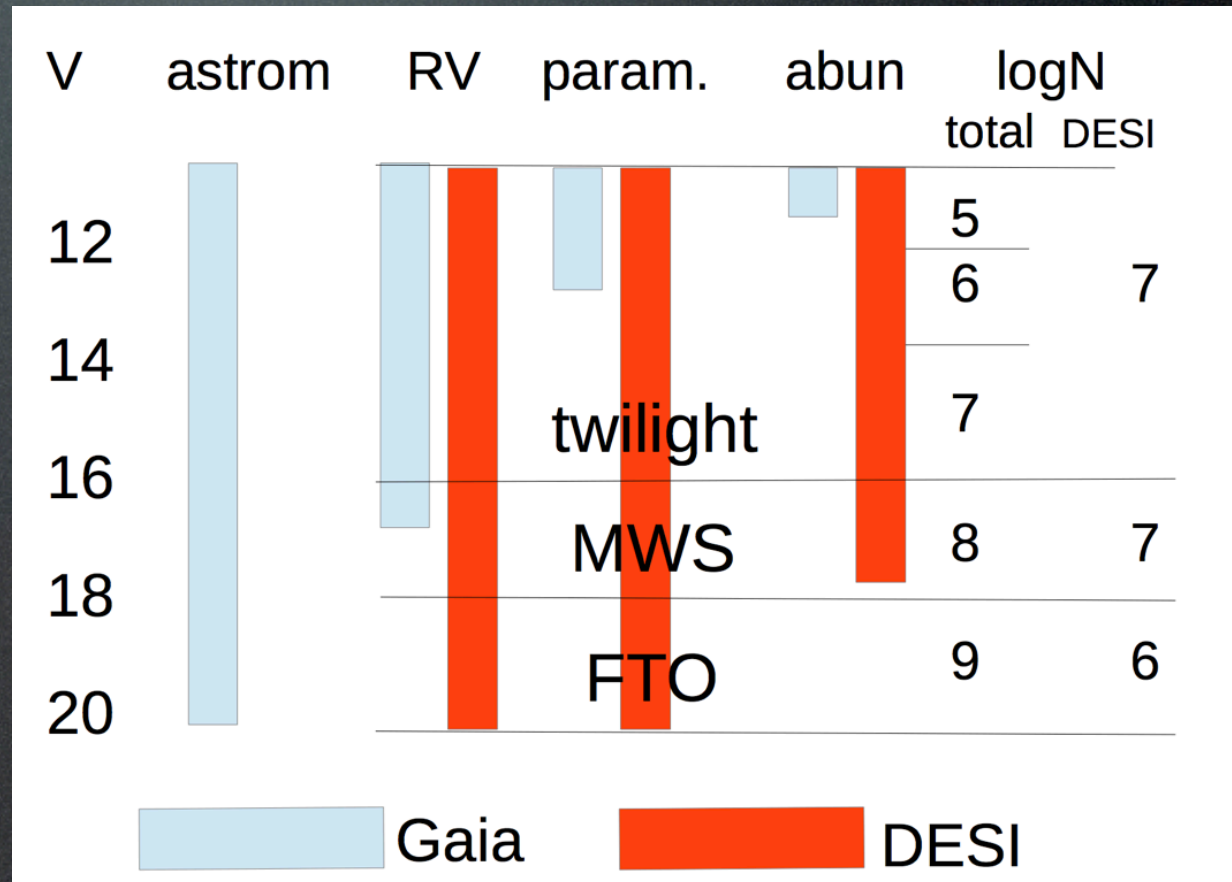 V astrom RV param. abun logN
total DESI
12 5
6 7
14
twilight 7
16
MWS 8 7
18
FTO 9 6
20
Gaia DESI